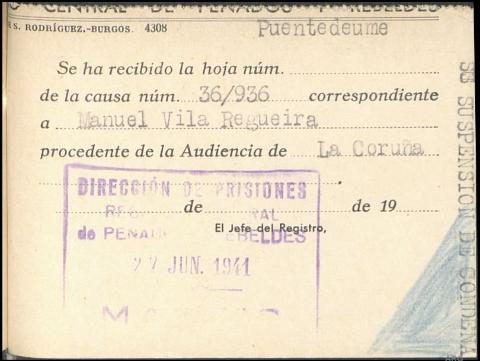 CENTRAL DE PENADOS Y REBELDES
S. RODRÍGUEZ.-BURGOS. 4308
Puentedeume
Se ha recibido la hoja núm.
de la causa núm. 36/936 correspondiente
a Manuel Vila Regueira
procedente de la Audiencia de La Coruña
de de 19
El Jefe del Registro,
DIRECCIÓN DE PRISIONES
de REBELDES
JUN. 1941
SUSPENSION DE CONDENA